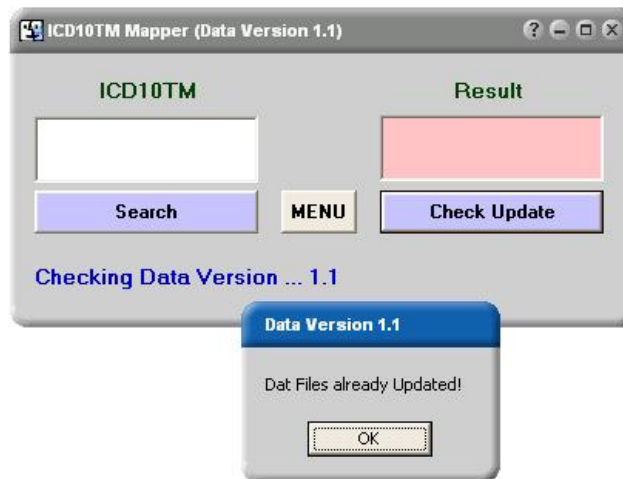 ICD10TM Mapper (Data Version 1.1)
ICD10TM
Result
Search
MENU
Check Update
Checking Data Version ... 1.1
Data Version 1.1
Dat Files already Updated!
OK